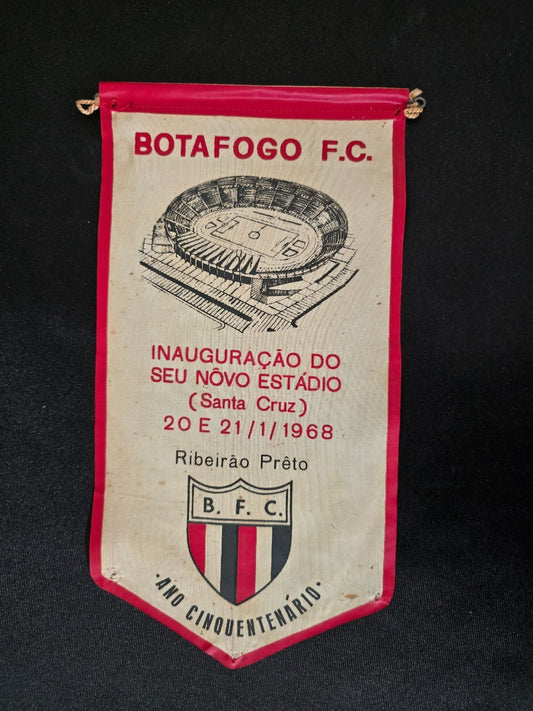 BOTAFOGO F.C.
INAUGURAÇÃO DO
SEU NÔVO ESTÁDIO
(Santa Cruz)
20 E 21/1/1968
Ribeirão Prêto
B. F. C.
·ANO CINQUENTENÁRIO·